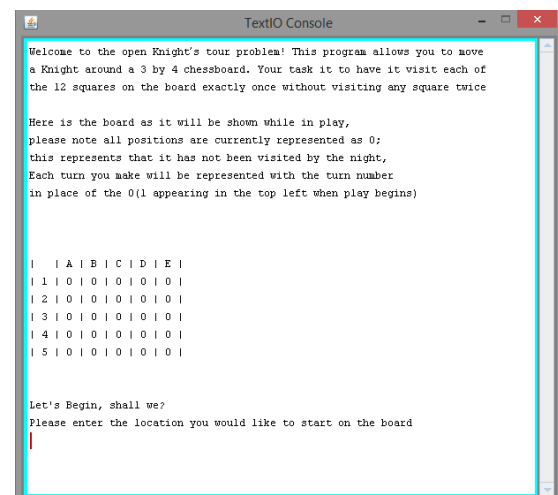 TextIO Console
Welcome to the open Knight's tour problem! This program allows you to move
a Knight around a 3 by 4 chessboard. Your task it to have it visit each of
the 12 squares on the board exactly once without visiting any square twice
Here is the board as it will be shown while in play,
please note all positions are currently represented as 0;
this represents that it has not been visited by the night,
Each turn you make will be represented with the turn number
in place of the 0(1 appearing in the top left when play begins)
|   | A | B | C | D | E |
| 1 | 0 | 0 | 0 | 0 | 0 |
| 2 | 0 | 0 | 0 | 0 | 0 |
| 3 | 0 | 0 | 0 | 0 | 0 |
| 4 | 0 | 0 | 0 | 0 | 0 |
| 5 | 0 | 0 | 0 | 0 | 0 |
Let's Begin, shall we?
Please enter the location you would like to start on the board